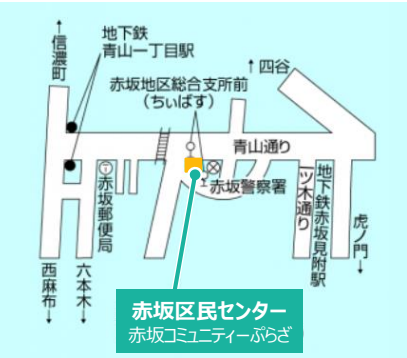 ↑信濃町
地下鉄
青山一丁目駅
↑四谷
赤坂地区総合支所前
(ちぃばす)
青山通り
〒赤坂郵便局
赤坂警察署
一ツ木通り
地下鉄赤坂見附駅
虎ノ門→
西麻布→
六本木→
赤坂区民センター
赤坂コミュニティーぷらざ